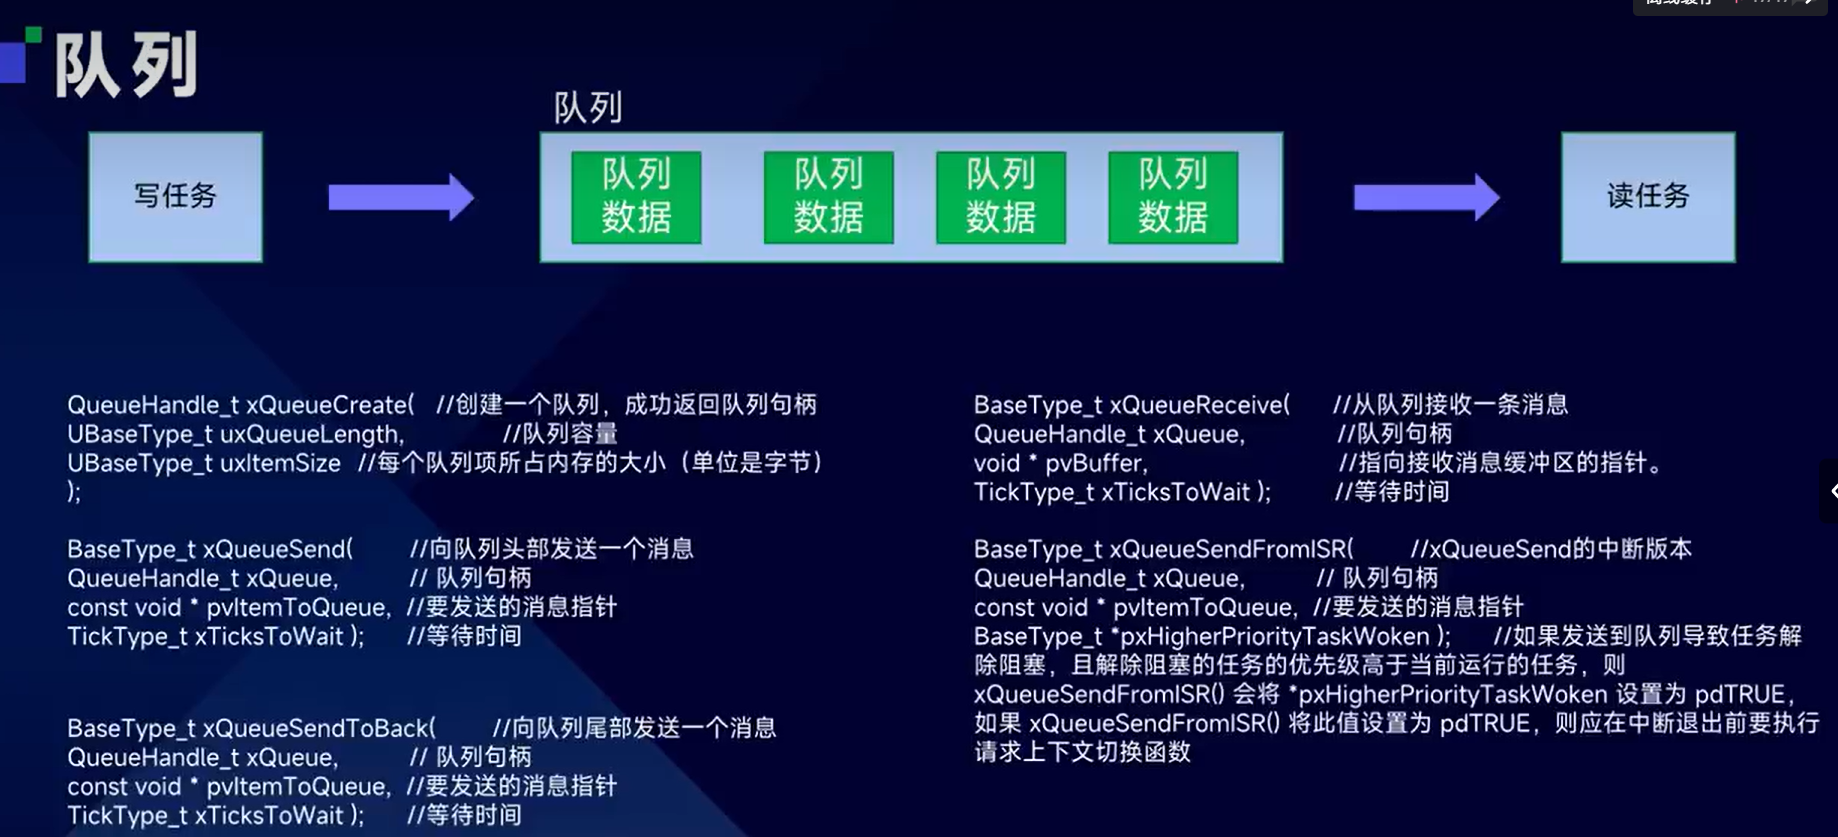 队列
队列
写任务
队列
数据
队列
数据
队列
数据
队列
数据
读任务
QueueHandle_t xQueueCreate( //创建一个队列，成功返回队列句柄
UBaseType_t uxQueueLength, //队列容量
UBaseType_t uxItemSize //每个队列项所占内存的大小（单位是字节）
);
BaseType_t xQueueSend( //向队列头部发送一个消息
QueueHandle_t xQueue, // 队列句柄
const void * pvItemToQueue, //要发送的消息指针
TickType_t xTicksToWait ); //等待时间
BaseType_t xQueueSendToBack( //向队列尾部发送一个消息
QueueHandle_t xQueue, // 队列句柄
const void * pvItemToQueue, //要发送的消息指针
TickType_t xTicksToWait ); //等待时间
BaseType_t xQueueReceive( //从队列接收一条消息
QueueHandle_t xQueue, //队列句柄
void * pvBuffer, //指向接收消息缓冲区的指针。
TickType_t xTicksToWait ); //等待时间
BaseType_t xQueueSendFromISR( //xQueueSend的中断版本
QueueHandle_t xQueue, // 队列句柄
const void * pvItemToQueue, //要发送的消息指针
BaseType_t *pxHigherPriorityTaskWoken ); //如果发送到队列导致任务解
除阻塞，且解除阻塞的任务的优先级高于当前运行的任务，则
xQueueSendFromISR() 会将 *pxHigherPriorityTaskWoken 设置为 pdTRUE，
如果 xQueueSendFromISR() 将此值设置为 pdTRUE，则应在中断退出前要执行
请求上下文切换函数